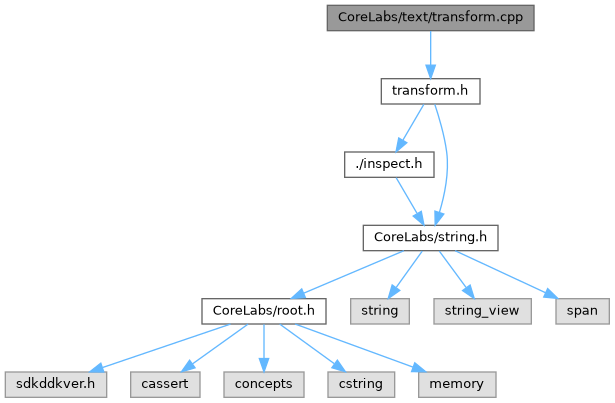 CoreLabs/text/transform.cpp
transform.h
./inspect.h
CoreLabs/string.h
CoreLabs/root.h
string
string_view
span
sdkddkver.h
cassert
concepts
cstring
memory